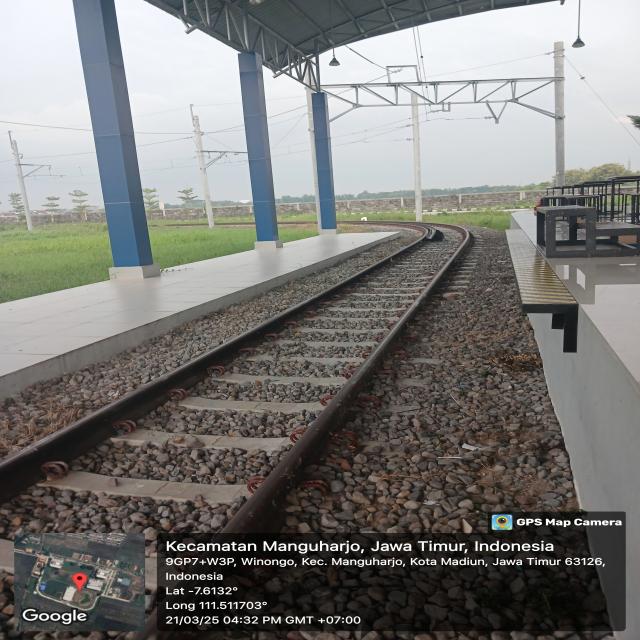 GPS Map Camera
Kecamatan Manguharjo, Jawa Timur, Indonesia
9GP7+W3P, Winongo, Kec. Manguharjo, Kota Madiun, Jawa Timur 63126,
Indonesia
Lat -7.6132°
Long 111.511703°
21/03/25 04:32 PM GMT +07:00
Google